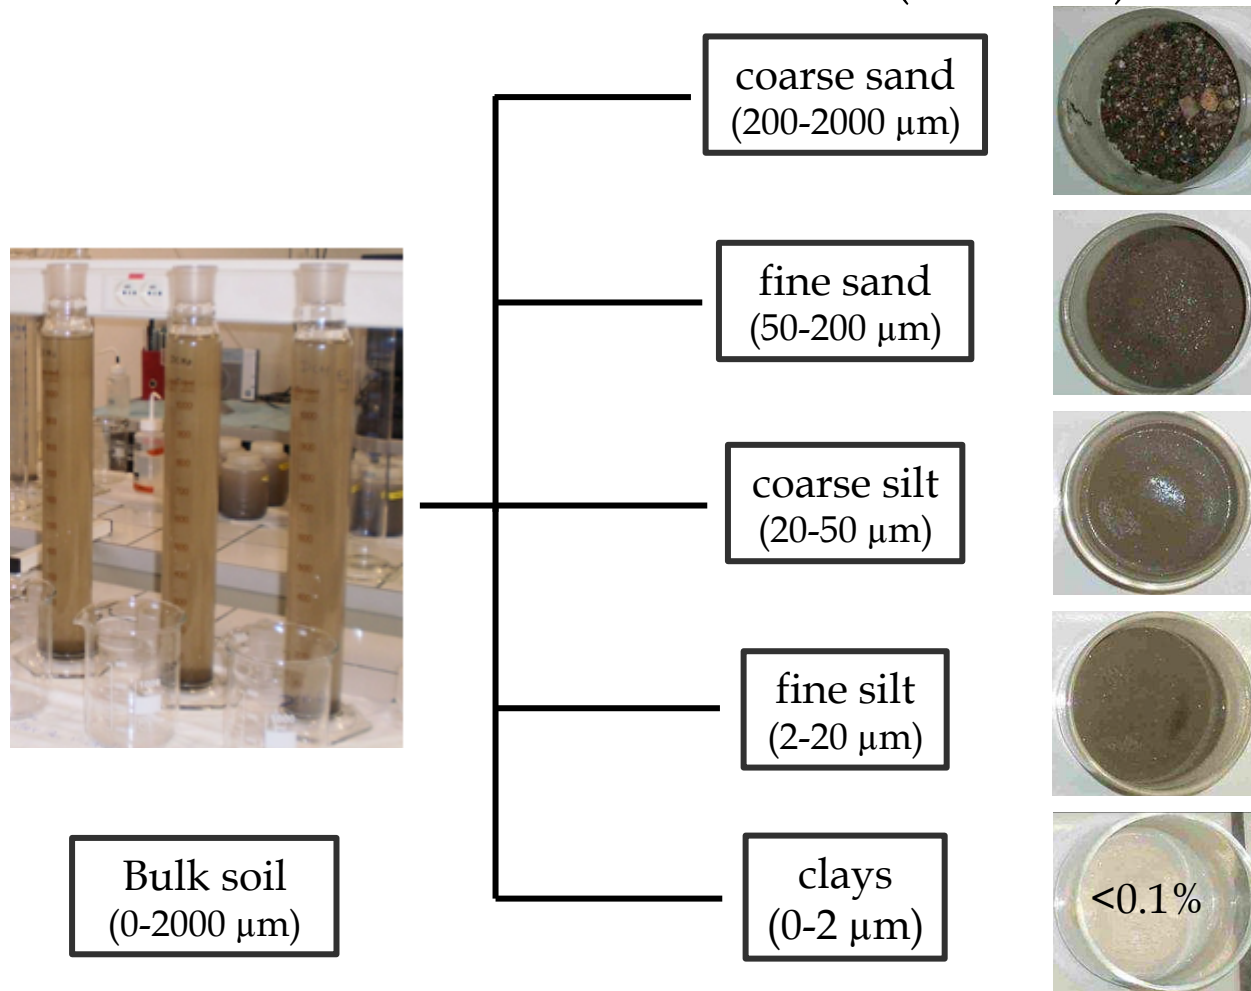 coarse sand
(200-2000 µm)
fine sand
(50-200 µm)
coarse silt
(20-50 µm)
fine silt
(2-20 µm)
Bulk soil
(0-2000 µm)
clays
(0-2 µm)
<0.1%